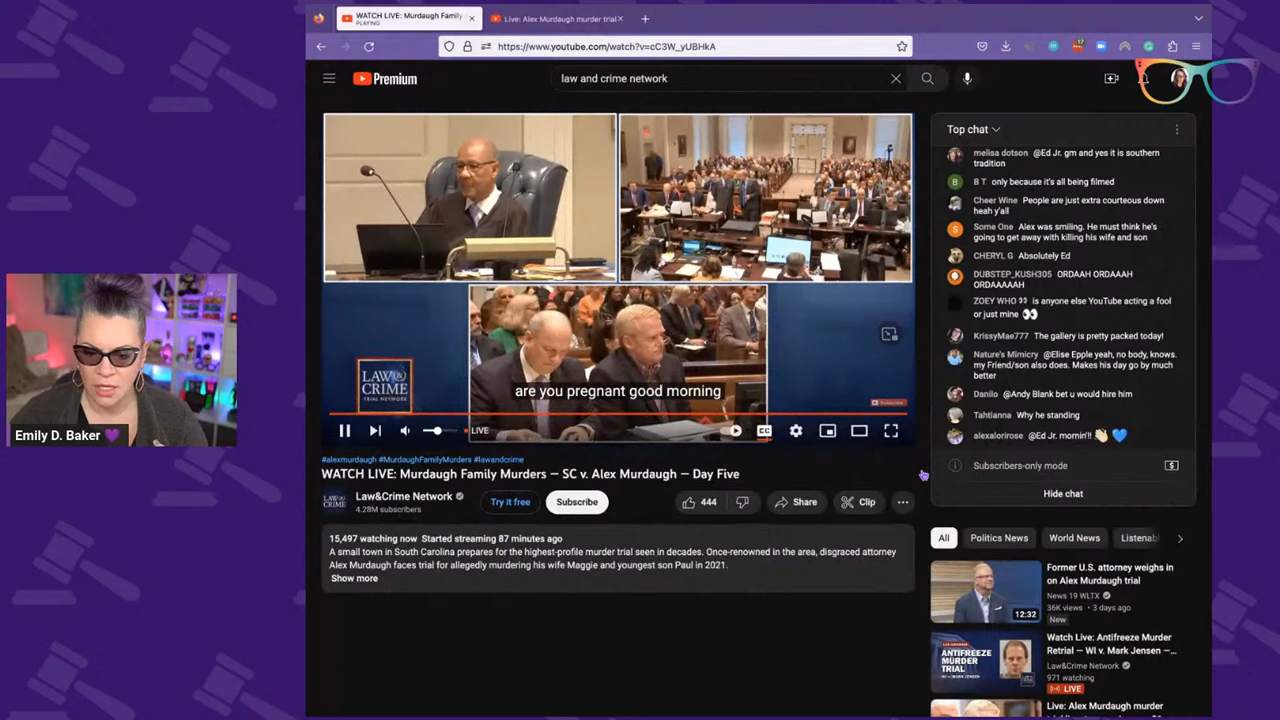 WATCH LIVE: Murdaugh Family
PLAYING
Live: Alex Murdaugh murder trial
https://www.youtube.com/watch?v=cC3W_yUBHkA
17
Premium
law and crime network
Top chat
melisa dotson @Ed Jr. gm and yes it is southern
tradition
B T only because it's all being filmed
Cheer Wine People are just extra courteous down
heah y'all
Some One Alex was smiling. He must think he's
going to get away with killing his wife and son
CHERYL G Absolutely Ed
DUBSTEP_KUSH305 ORDAAH ORDAAAH
ORDAAAAAH
ZOEY WHO 👀 is anyone else YouTube acting a fool
or just mine 👀
KrissyMae777 The gallery is pretty packed today!
Nature's Mimicry @Elise Epple yeah, no body, knows.
my Friend/son also does. Makes his day go by much
better
Danilo @Andy Blank bet u would hire him
Tahtianna Why he standing
alexalorirose @Ed Jr. mornin'!! 👋💙
Subscribers-only mode
Hide chat
LAW&
CRIME
TRIAL NETWORK
are you pregnant good morning
LIVE
CC
Emily D. Baker 💜
#alexmurdaugh #MurdaughFamilyMurders #lawandcrime
WATCH LIVE: Murdaugh Family Murders — SC v. Alex Murdaugh — Day Five
LAW&
CRIME
Law&Crime Network
4.28M subscribers
Try it free
Subscribe
444
Share
Clip
15,497 watching now Started streaming 87 minutes ago
A small town in South Carolina prepares for the highest-profile murder trial seen in decades. Once-renowned in the area, disgraced attorney
Alex Murdaugh faces trial for allegedly murdering his wife Maggie and youngest son Paul in 2021.
Show more
All
Politics News
World News
Listenab
Former U.S. attorney weighs in
on Alex Murdaugh trial
News 19 WLTX
36K views • 3 days ago
New
12:32
Watch Live: Antifreeze Murder
Retrial — WI v. Mark Jensen —...
Law&Crime Network
971 watching
LIVE
ANTIFREEZE
MURDER
TRIAL
Live: Alex Murdaugh murder